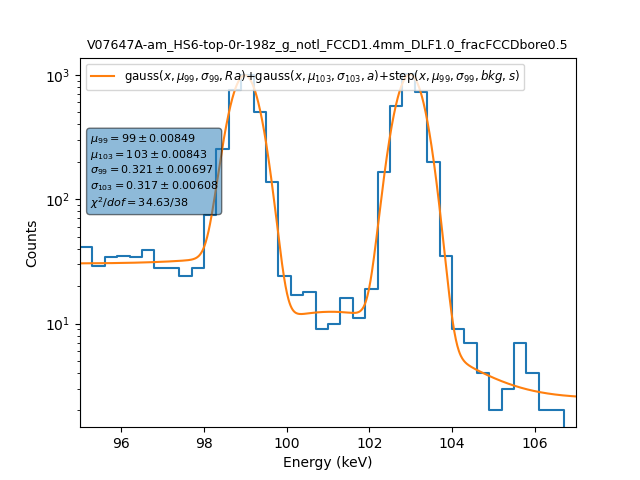 V07647A-am_HS6-top-0r-198z_g_notl_FCCD1.4mm_DLF1.0_fracFCCDbore0.5
gauss(x, μ₉₉, σ₉₉, Ra)+gauss(x, μ₁₀₃, σ₁₀₃, a)+step(x, μ₉₉, σ₉₉, bkg, s)
μ₉₉ = 99 ± 0.00849
μ₁₀₃ = 103 ± 0.00843
σ₉₉ = 0.321 ± 0.00697
σ₁₀₃ = 0.317 ± 0.00608
χ²/dof = 34.63/38
10³
10²
10¹
Counts
96 98 100 102 104 106
Energy (keV)